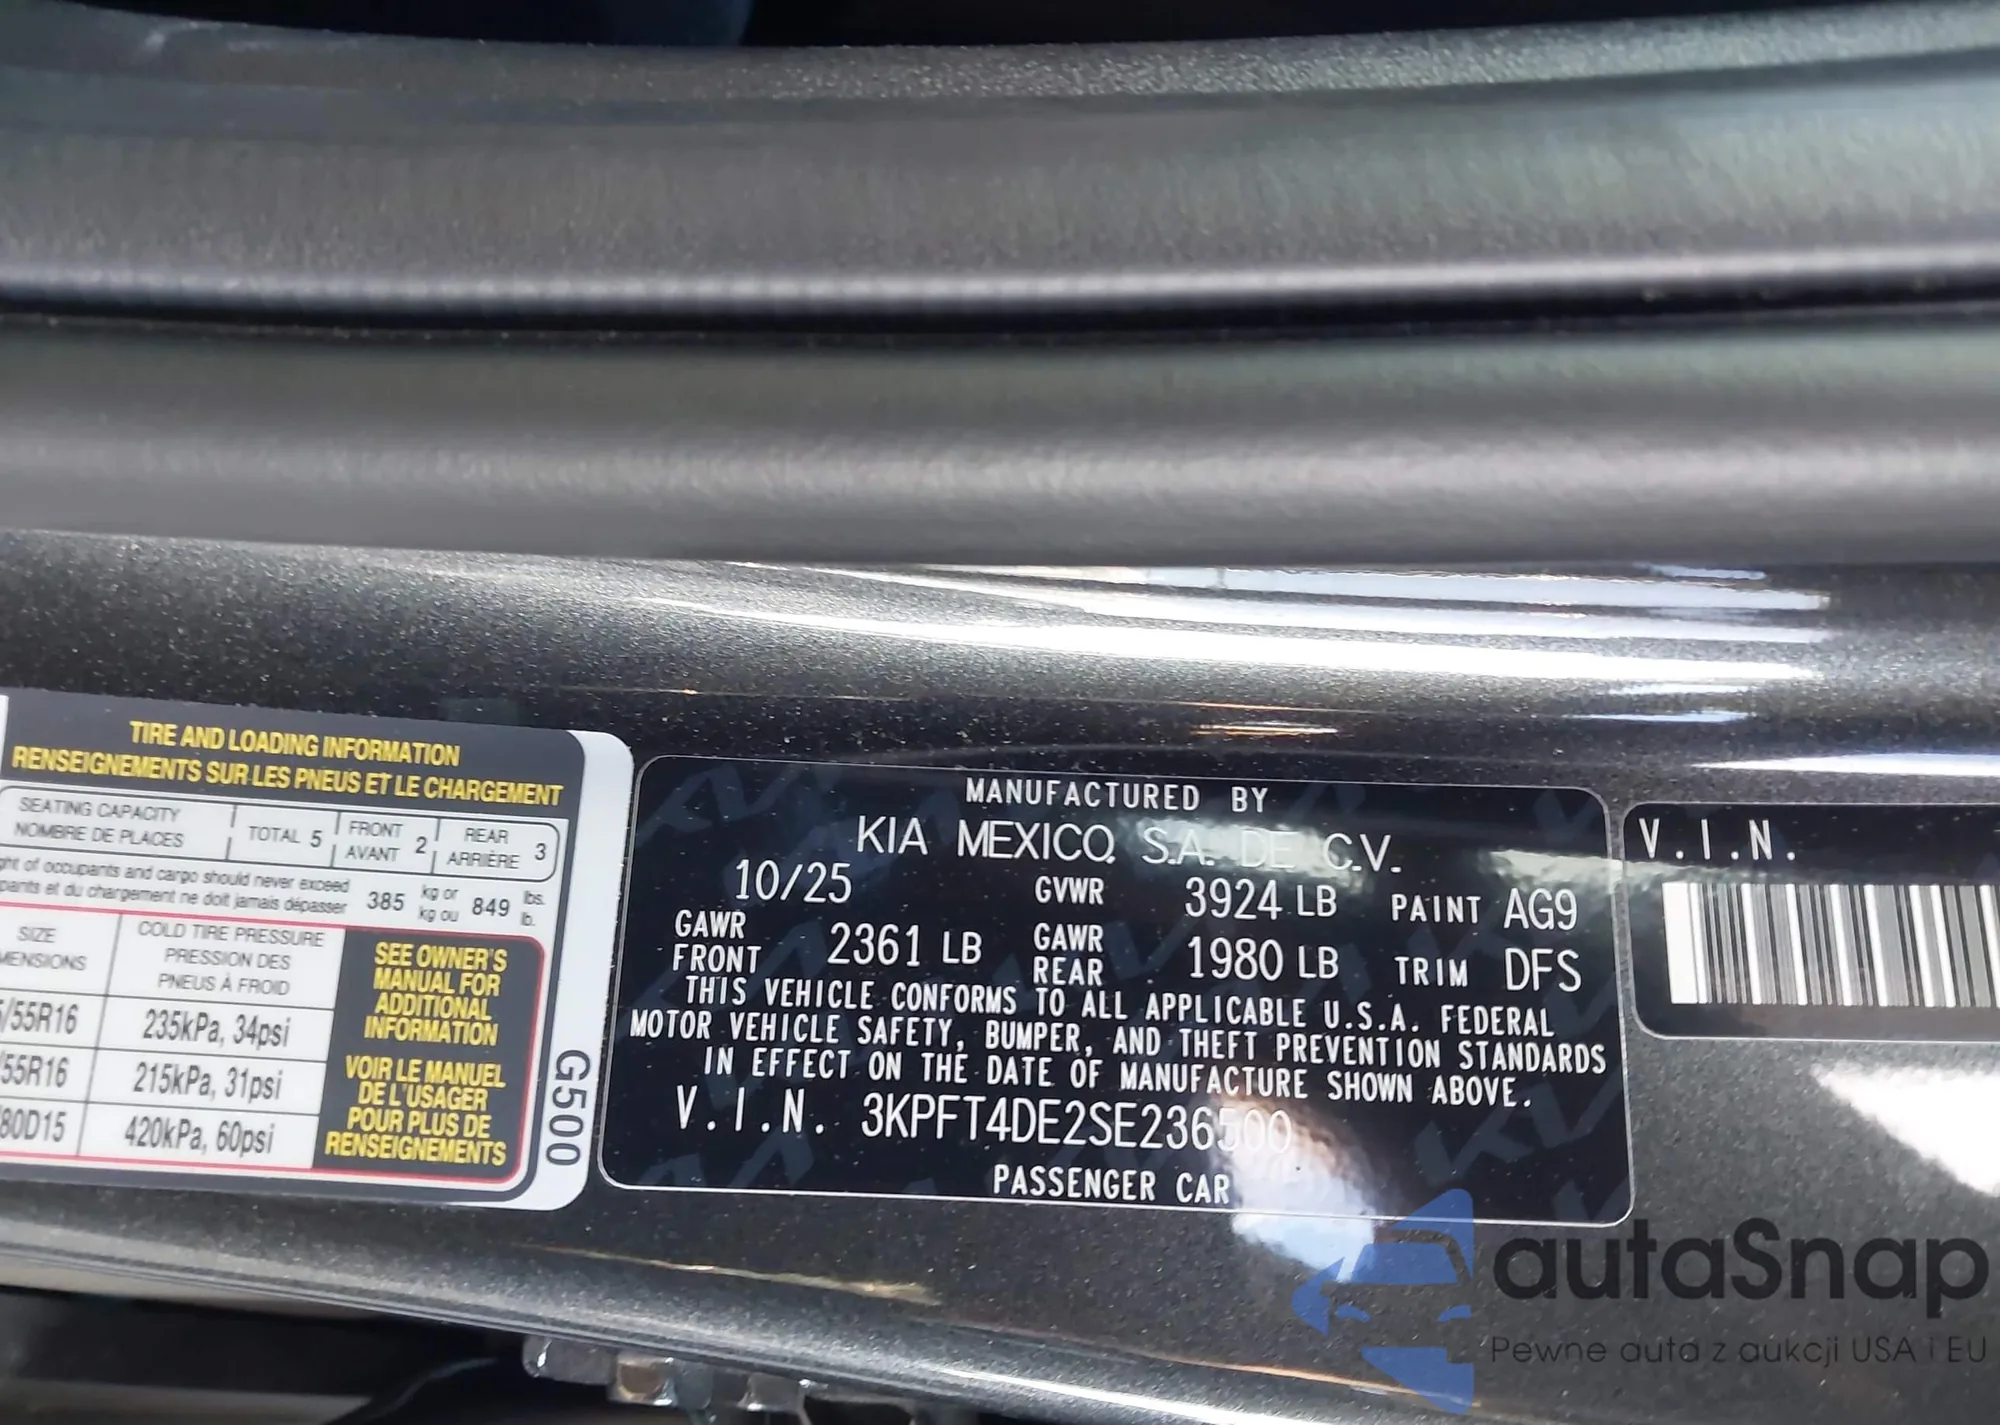 TIRE AND LOADING INFORMATION
RENSEIGNEMENTS SUR LES PNEUS ET LE CHARGEMENT
SEATING CAPACITY
NOMBRE DE PLACES
TOTAL 5
FRONT
AVANT 2
REAR
ARRIÈRE 3
of occupants and cargo should never exceed
et du chargement ne doit jamais dépasser
385 kg or 849 lbs.
kg ou lb.
SIZE
COLD TIRE PRESSURE
PRESSION DES
PNEUS À FROID
/55R16 235kPa, 34psi
/55R16 215kPa, 31psi
/80D15 420kPa, 60psi
SEE OWNER'S
MANUAL FOR
ADDITIONAL
INFORMATION
VOIR LE MANUEL
DE L'USAGER
POUR PLUS DE
RENSEIGNEMENTS
G500
MANUFACTURED BY
KIA MEXICO, S.A. DE C.V.
10/25 GVWR 3924 LB PAINT AG9
GAWR FRONT 2361 LB GAWR REAR 1980 LB TRIM DFS
THIS VEHICLE CONFORMS TO ALL APPLICABLE U.S.A. FEDERAL
MOTOR VEHICLE SAFETY, BUMPER, AND THEFT PREVENTION STANDARDS
IN EFFECT ON THE DATE OF MANUFACTURE SHOWN ABOVE.
V.I.N. 3KPFT4DE2SE236500
PASSENGER CAR
V.I.N.
autaSnap
Pewne auta z aukcji USA i EU